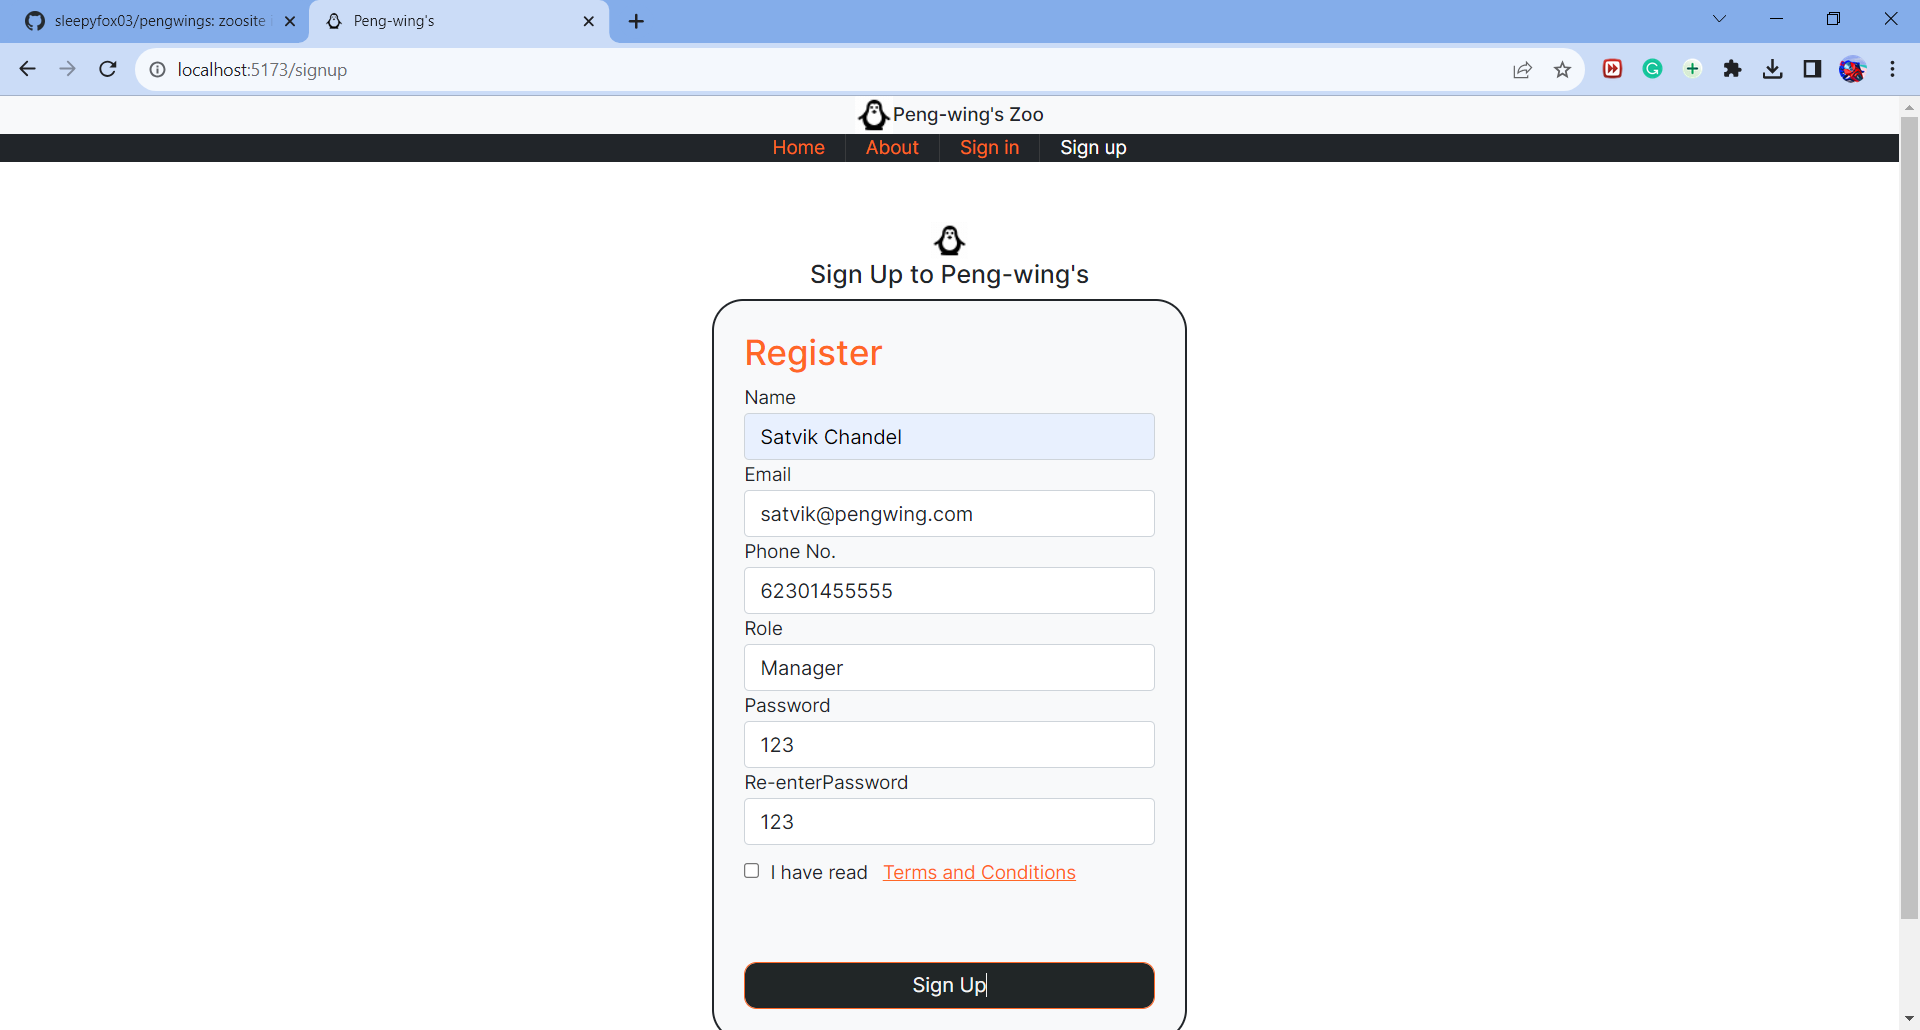 sleepyfox03/pengwings: zoosite
Peng-wing's
localhost:5173/signup
Peng-wing's Zoo
Home About Sign in Sign up
Sign Up to Peng-wing's
Register
Name
Satvik Chandel
Email
satvik@pengwing.com
Phone No.
62301455555
Role
Manager
Password
123
Re-enterPassword
123
I have read Terms and Conditions
Sign Up